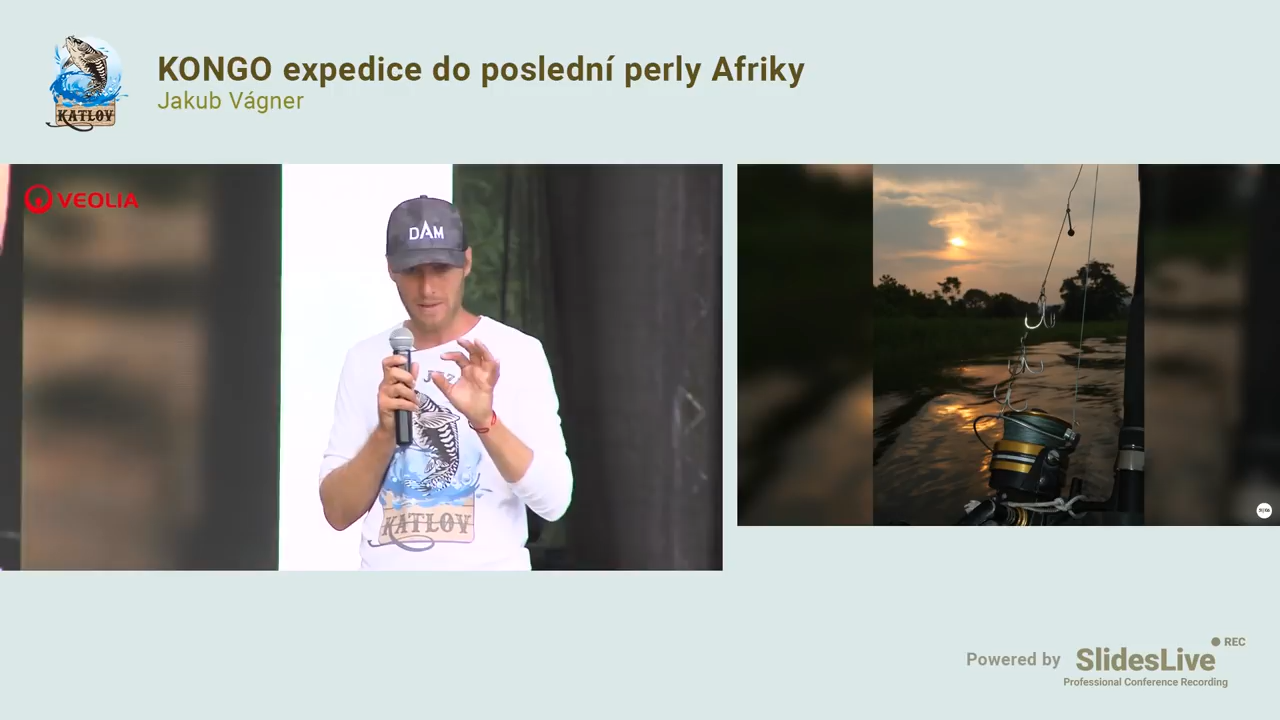 KATLOV
KONGO expedice do poslední perly Afriky
Jakub Vágner
VEOLIA
DAM
KATLOV
Powered by
SlidesLive
REC
Professional Conference Recording